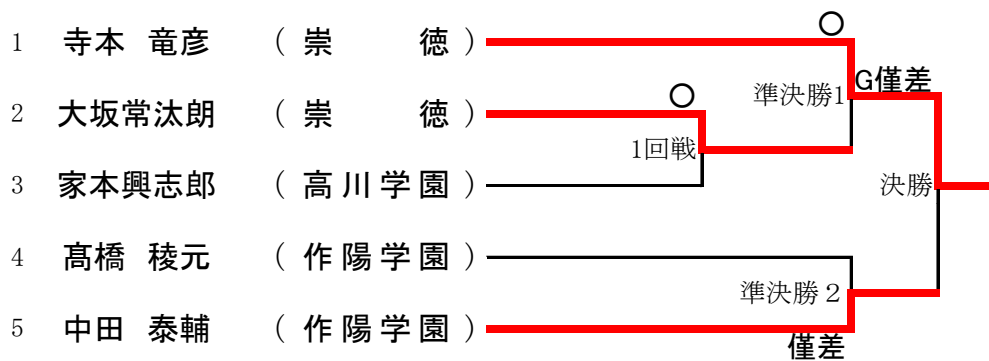 ○
1 寺本 竜彦 （崇 徳）
G僅差
準決勝1
2 大坂常汰朗 （崇 徳）
○
1回戦
3 家本興志郎 （高川学園）
決勝
4 髙橋 稜元 （作陽学園）
準決勝２
5 中田 泰輔 （作陽学園）
僅差